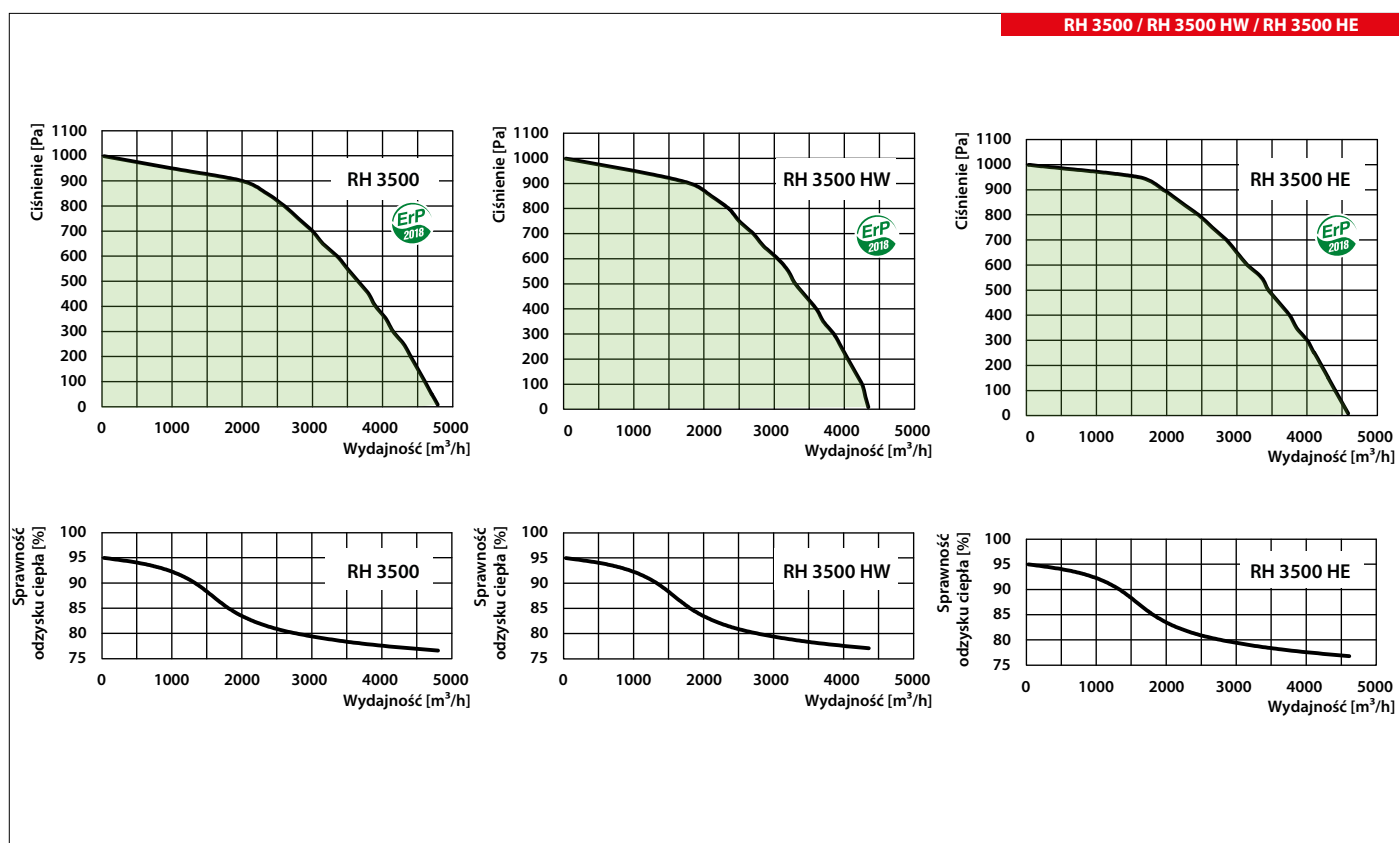 RH 3500 / RH 3500 HW / RH 3500 HE
Ciśnienie [Pa]
1100
1000
900
800
700
600
500
400
300
200
100
0
RH 3500
ErP
2018
0 1000 2000 3000 4000 5000
Wydajność [m³/h]
Ciśnienie [Pa]
1100
1000
900
800
700
600
500
400
300
200
100
0
RH 3500 HW
ErP
2018
0 1000 2000 3000 4000 5000
Wydajność [m³/h]
Ciśnienie [Pa]
1100
1000
900
800
700
600
500
400
300
200
100
0
RH 3500 HE
ErP
2018
0 1000 2000 3000 4000 5000
Wydajność [m³/h]
Sprawność
odzysku ciepła [%]
100
95
90
85
80
75
RH 3500
0 1000 2000 3000 4000 5000
Wydajność [m³/h]
Sprawność
odzysku ciepła [%]
100
95
90
85
80
75
RH 3500 HW
0 1000 2000 3000 4000 5000
Wydajność [m³/h]
Sprawność
odzysku ciepła [%]
100
95
90
85
80
75
RH 3500 HE
0 1000 2000 3000 4000 5000
Wydajność [m³/h]